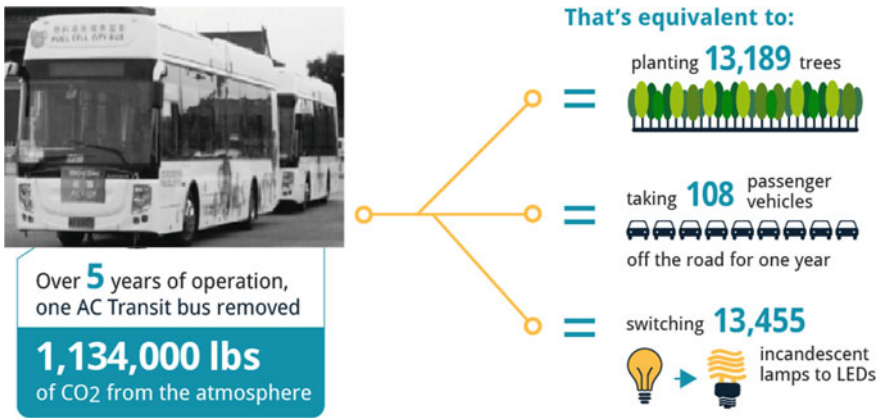 FUEL CELL CITY BUS
Over 5 years of operation,
one AC Transit bus removed
1,134,000 lbs
of CO2 from the atmosphere
That's equivalent to:
planting 13,189 trees
taking 108 passenger
vehicles
off the road for one year
switching 13,455
incandescent
lamps to LEDs